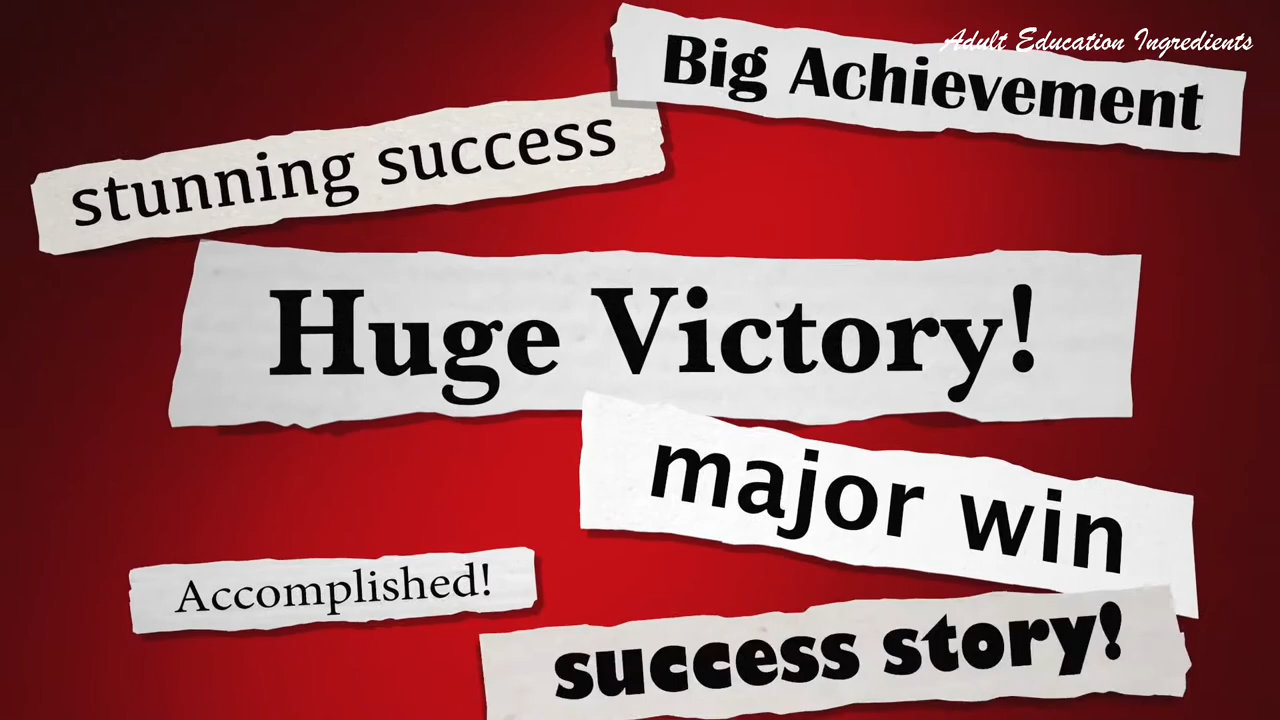 Adult Education Ingredients
Big Achievement
stunning success
Huge Victory!
major win
Accomplished!
success story!